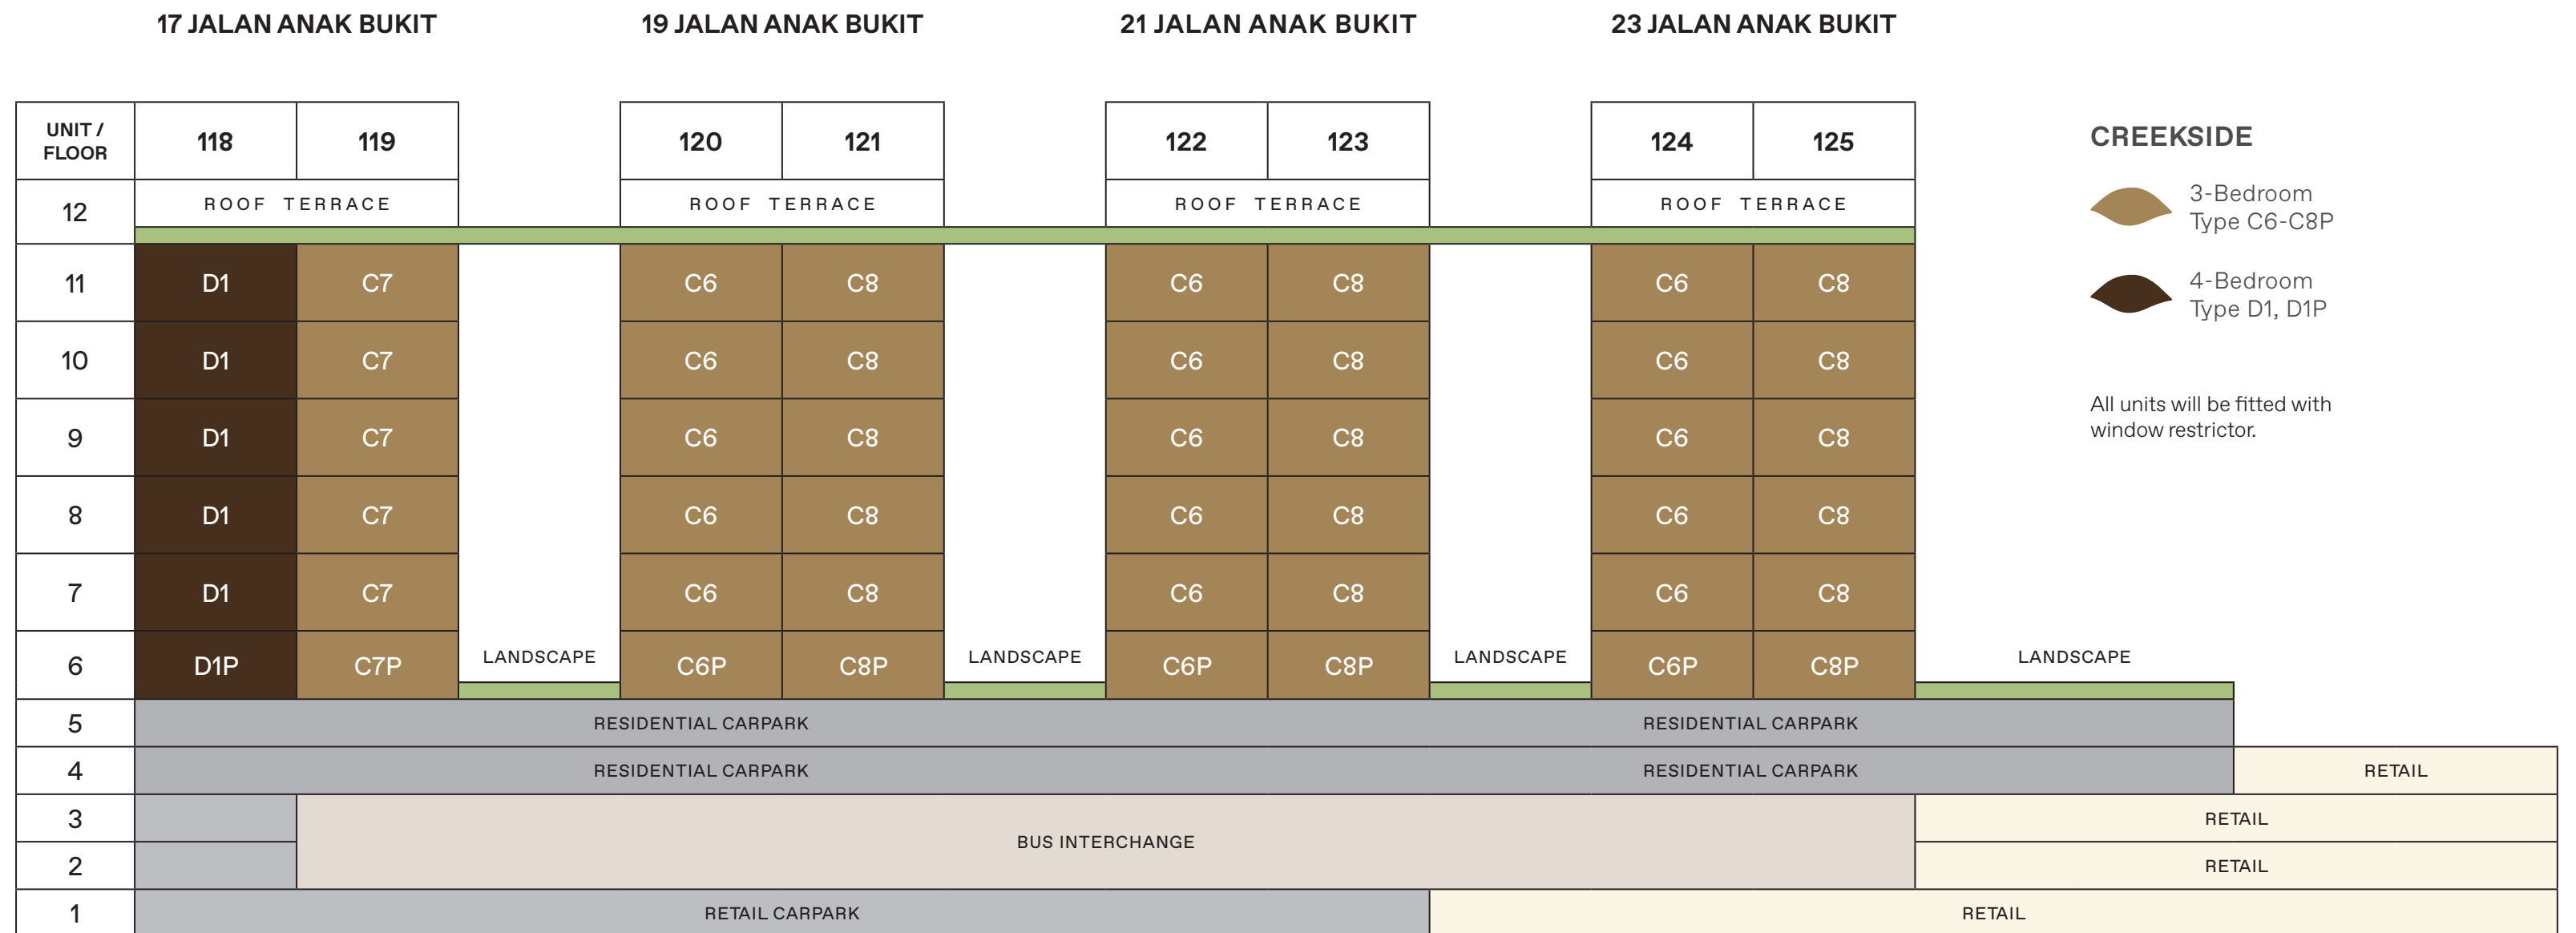 17 JALAN ANAK BUKIT 19 JALAN ANAK BUKIT 21 JALAN ANAK BUKIT 23 JALAN ANAK BUKIT
UNIT /
FLOOR
118 119 120 121 122 123 124 125
12 ROOF TERRACE ROOF TERRACE ROOF TERRACE ROOF TERRACE
11 D1 C7 C6 C8 C6 C8 C6 C8
10 D1 C7 C6 C8 C6 C8 C6 C8
9 D1 C7 C6 C8 C6 C8 C6 C8
8 D1 C7 C6 C8 C6 C8 C6 C8
7 D1 C7 C6 C8 C6 C8 C6 C8
6 D1P C7P LANDSCAPE C6P C8P LANDSCAPE C6P C8P LANDSCAPE C6P C8P LANDSCAPE
5 RESIDENTIAL CARPARK RESIDENTIAL CARPARK
4 RESIDENTIAL CARPARK RESIDENTIAL CARPARK RETAIL
3 RETAIL
BUS INTERCHANGE
2 RETAIL
1 RETAIL CARPARK RETAIL
CREEKSIDE
3-Bedroom
Type C6-C8P
4-Bedroom
Type D1, D1P
All units will be fitted with
window restrictor.